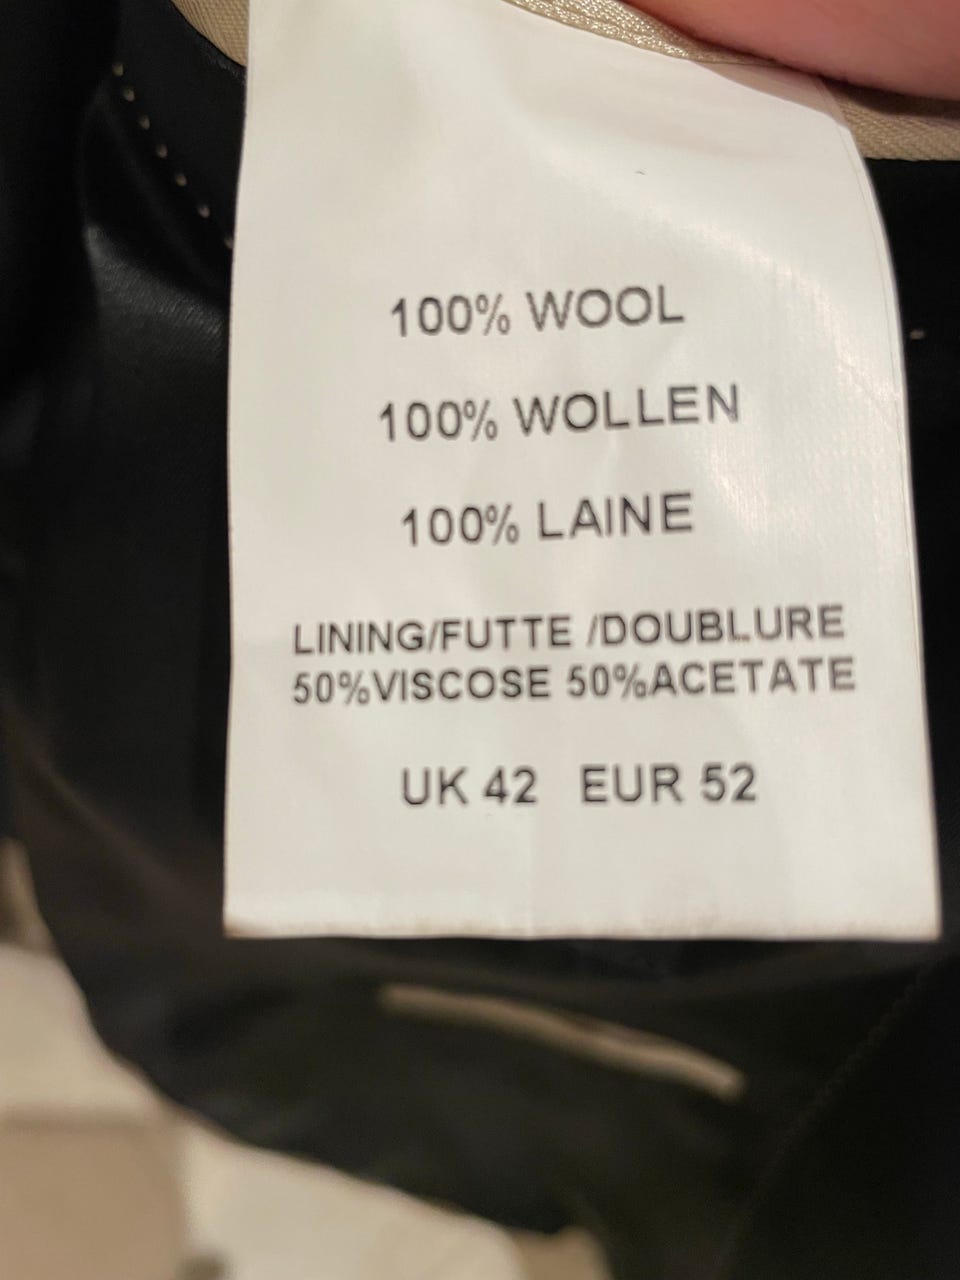 100% WOOL
100% WOLLEN
100% LAINE
LINING/FUTTE /DOUBLURE
50%VISCOSE 50%ACETATE
UK 42 EUR 52